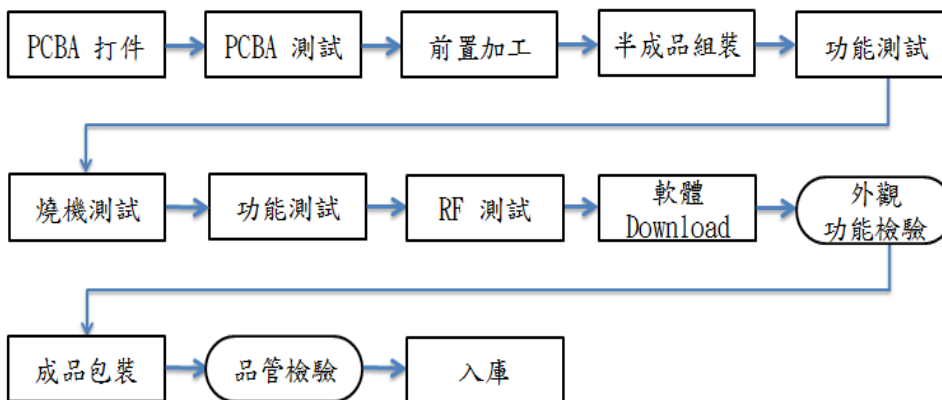 PCBA 打件
PCBA 測試
前置加工
半成品組裝
功能測試
燒機測試
功能測試
RF 測試
軟體
Download
外觀
功能檢驗
成品包裝
品管檢驗
入庫